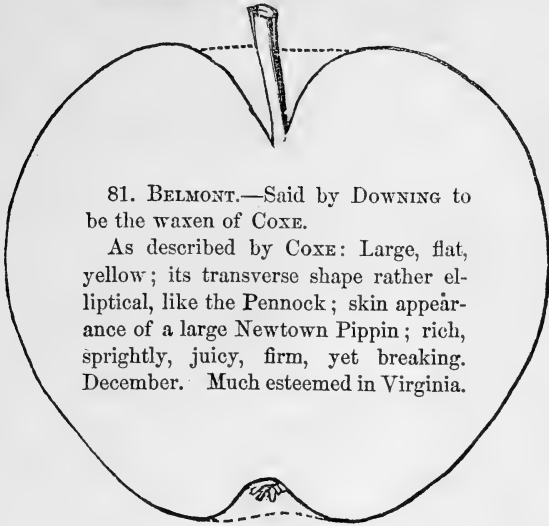 81. BELMONT.—Said by DOWNING to
be the waxen of COXE.
As described by COXE: Large, flat,
yellow; its transverse shape rather el-
liptical, like the Pennock; skin appear-
ance of a large Newtown Pippin; rich,
sprightly, juicy, firm, yet breaking.
December. Much esteemed in Virginia.